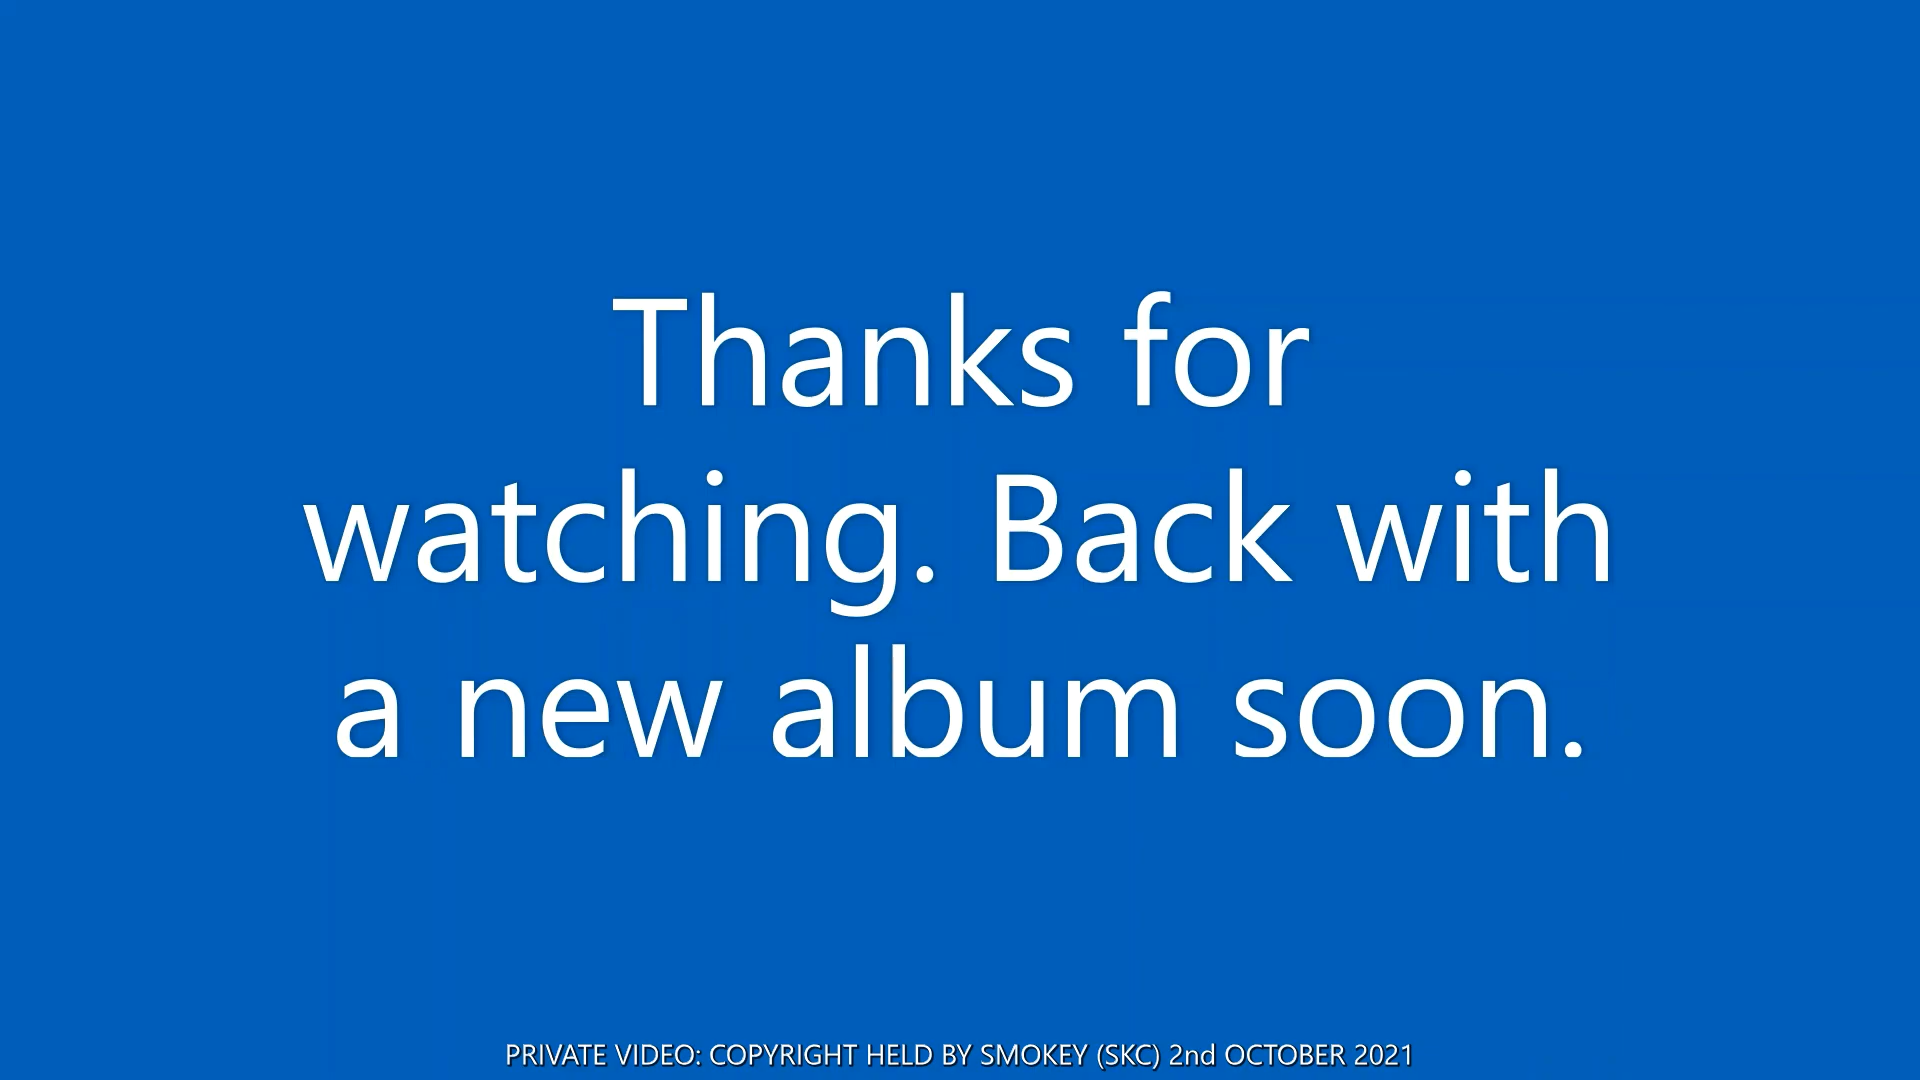 Thanks for
watching. Back with
a new album soon.
PRIVATE VIDEO: COPYRIGHT HELD BY SMOKEY (SKC) 2nd OCTOBER 2021